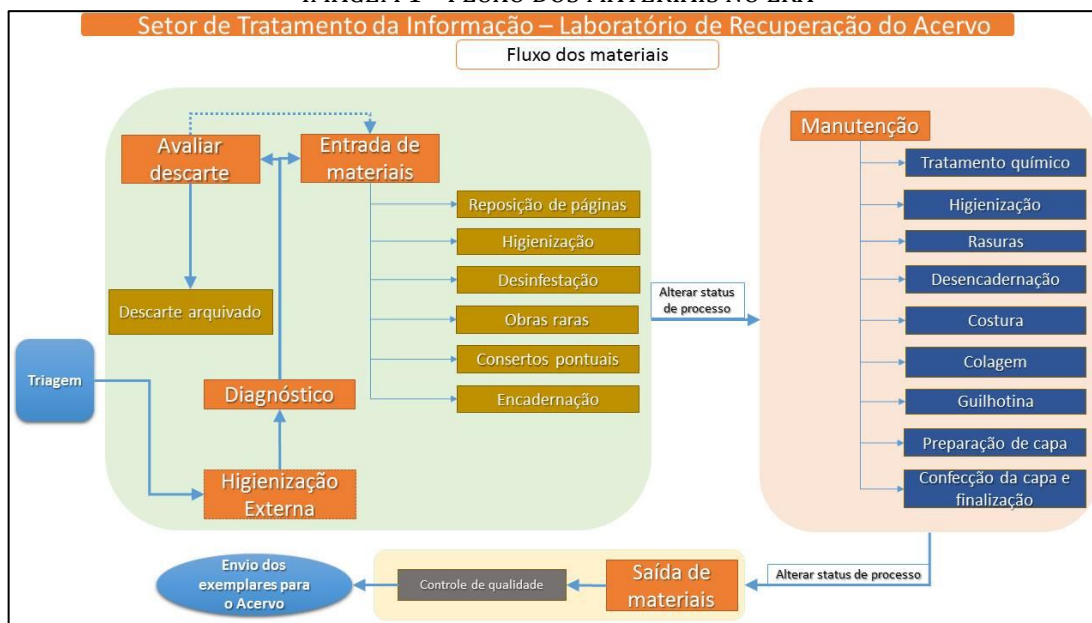 Setor de Tratamento da Informação – Laboratório de Recuperação do Acervo
Fluxo dos materiais
Avaliar
descarte
Entrada de
materiais
Reposição de páginas
Higienização
Desinfestação
Obras raras
Consertos pontuais
Encadernação
Descarte arquivado
Triagem
Diagnóstico
Higienização
Externa
Alterar status
de processo
Manutenção
Tratamento químico
Higienização
Rasuras
Desencadernação
Costura
Colagem
Guilhotina
Preparação de capa
Confecção da capa e
finalização
Alterar status de processo
Saída de
materiais
Controle de qualidade
Envio dos
exemplares para
o Acervo